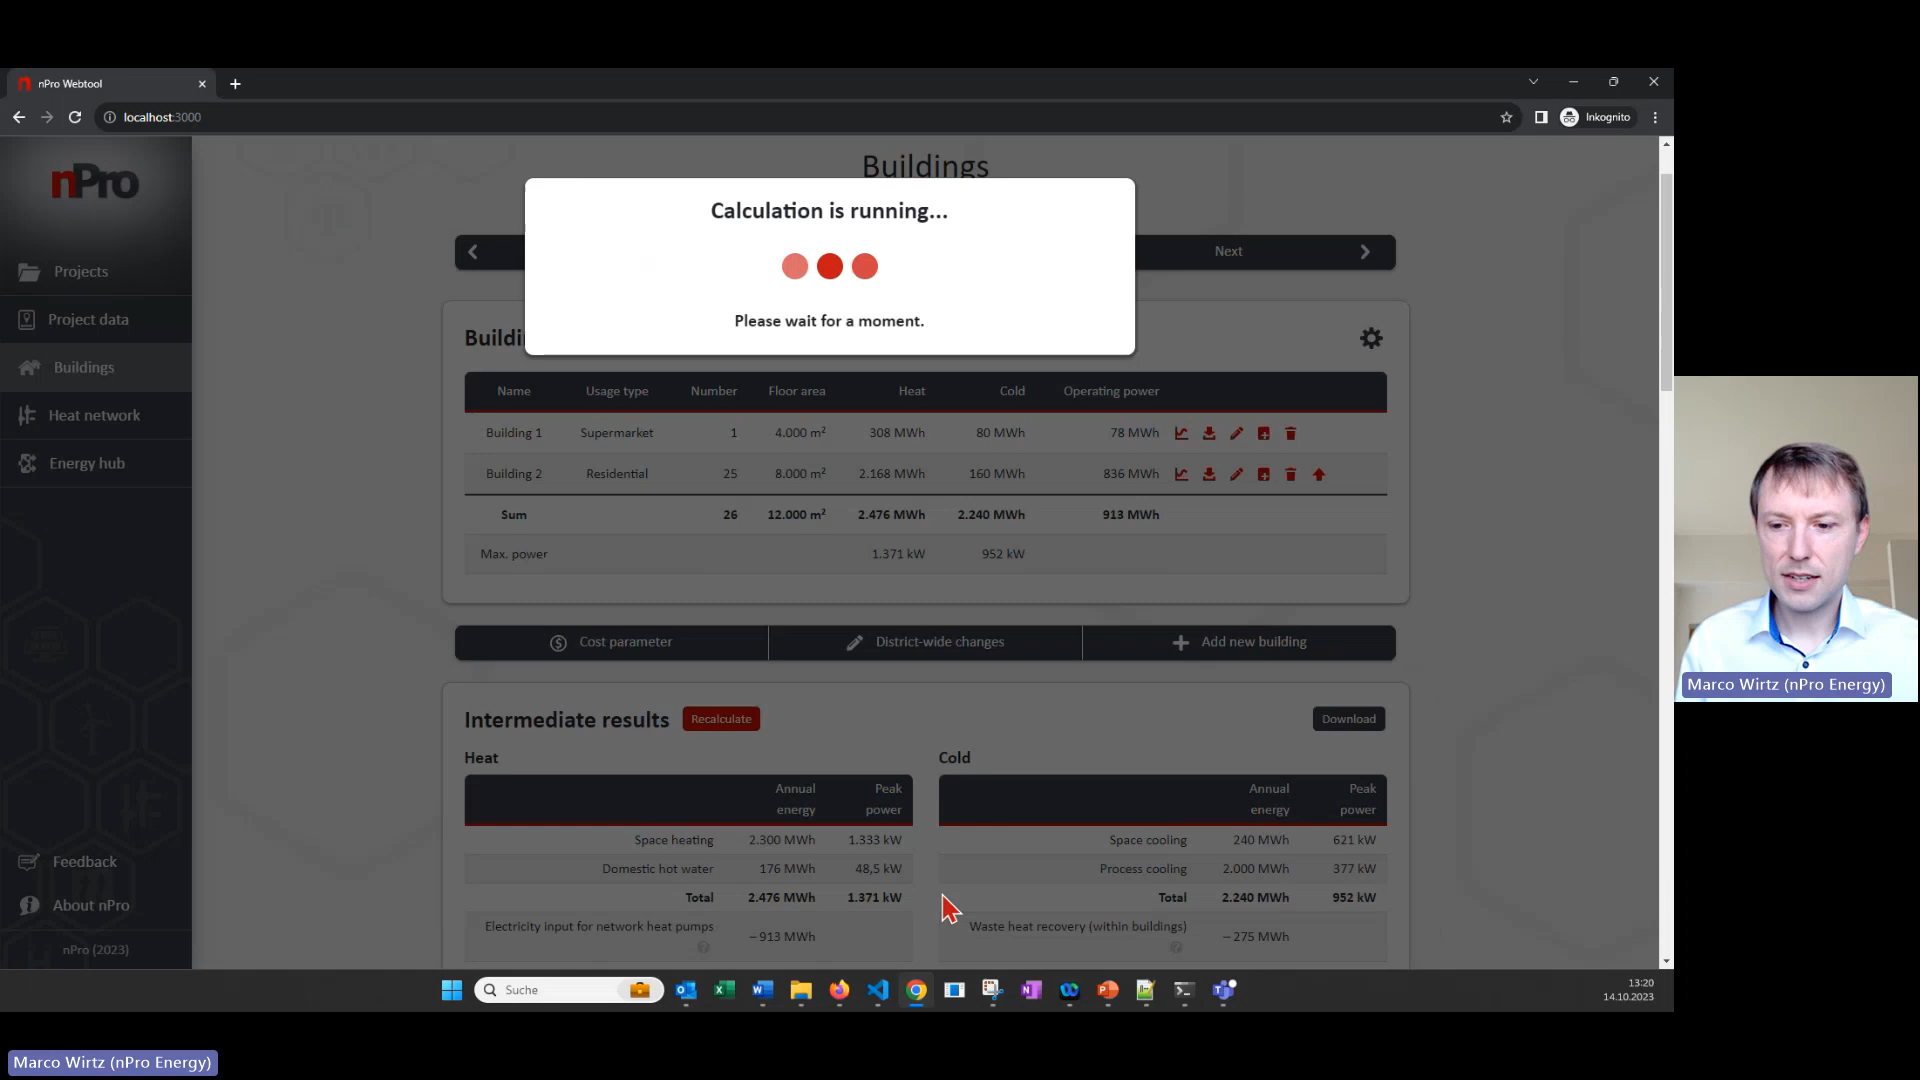 nPro Webtool
localhost:3000
Inkognito
nPro
Projects
Project data
Buildings
Heat network
Energy hub
Feedback
About nPro
nPro (2023)
Buildings
Calculation is running...
Please wait for a moment.
Next
Buildi
Name Usage type Number Floor area Heat Cold Operating power
Building 1 Supermarket 1 4.000 m² 308 MWh 80 MWh 78 MWh
Building 2 Residential 25 8.000 m² 2.168 MWh 160 MWh 836 MWh
Sum 26 12.000 m² 2.476 MWh 2.240 MWh 913 MWh
Max. power 1.371 kW 952 kW
Cost parameter District-wide changes Add new building
Intermediate results Recalculate Download
Heat
Annual energy Peak power
Space heating 2.300 MWh 1.333 kW
Domestic hot water 176 MWh 48,5 kW
Total 2.476 MWh 1.371 kW
Electricity input for network heat pumps – 913 MWh
Cold
Annual energy Peak power
Space cooling 240 MWh 621 kW
Process cooling 2.000 MWh 377 kW
Total 2.240 MWh 952 kW
Waste heat recovery (within buildings) – 275 MWh
Suche
13:20
14.10.2023
Marco Wirtz (nPro Energy)
Marco Wirtz (nPro Energy)